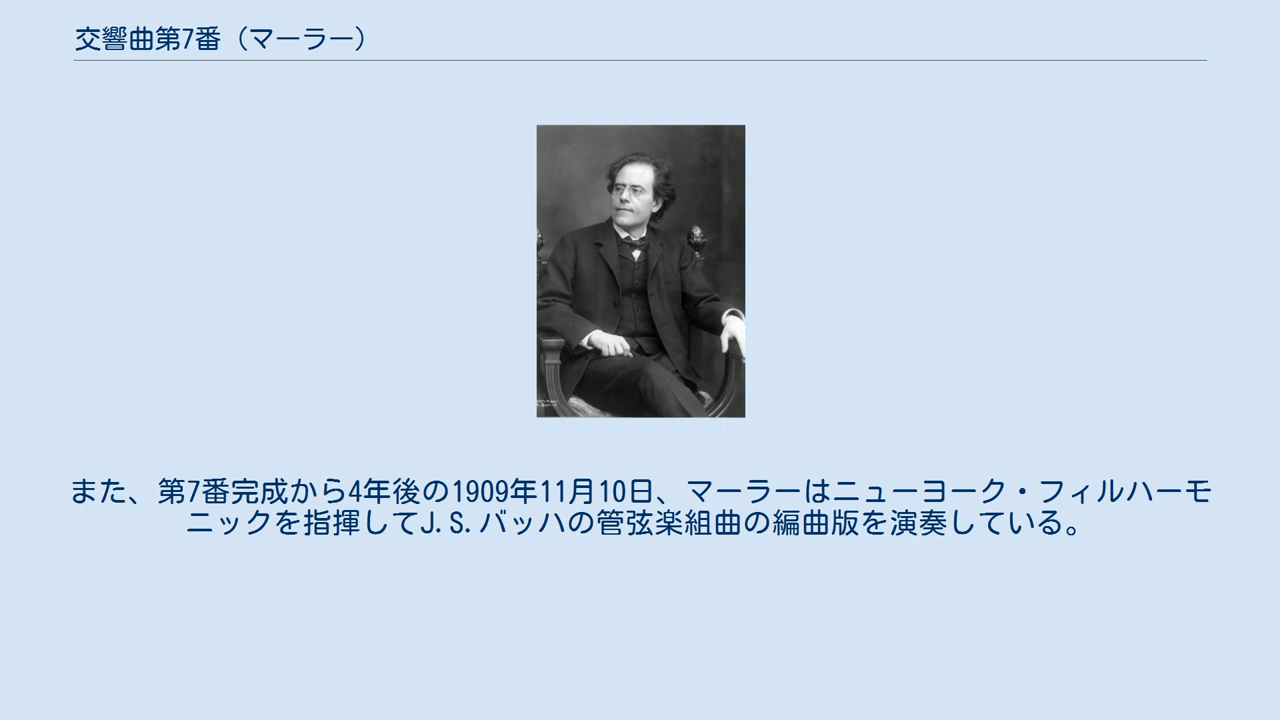 交響曲第7番（マーラー）
また、第7番完成から4年後の1909年11月10日、マーラーはニューヨーク・フィルハーモ
ニックを指揮してJ.S.バッハの管弦楽組曲の編曲版を演奏している。